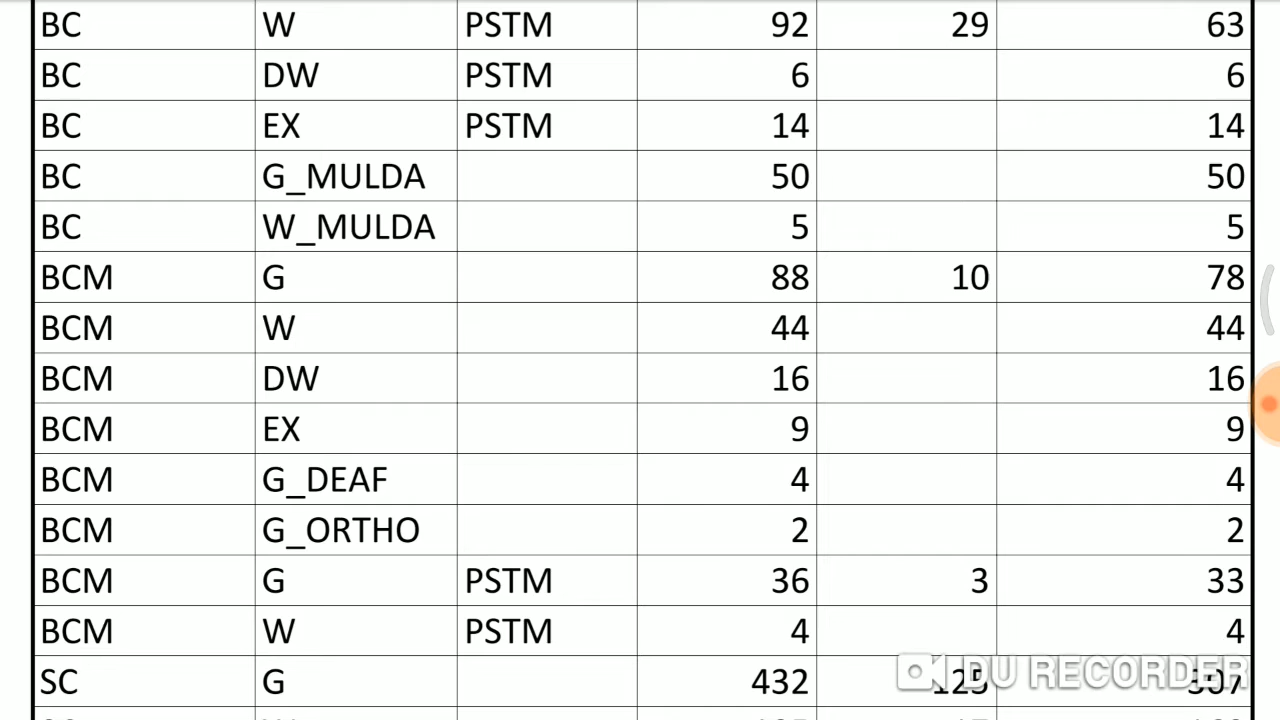 BC W PSTM 92 29 63
BC DW PSTM 6 6
BC EX PSTM 14 14
BC G_MULDA 50 50
BC W_MULDA 5 5
BCM G 88 10 78
BCM W 44 44
BCM DW 16 16
BCM EX 9 9
BCM G_DEAF 4 4
BCM G_ORTHO 2 2
BCM G PSTM 36 3 33
BCM W PSTM 4 4
SC G 432 125 307
DU RECORDER